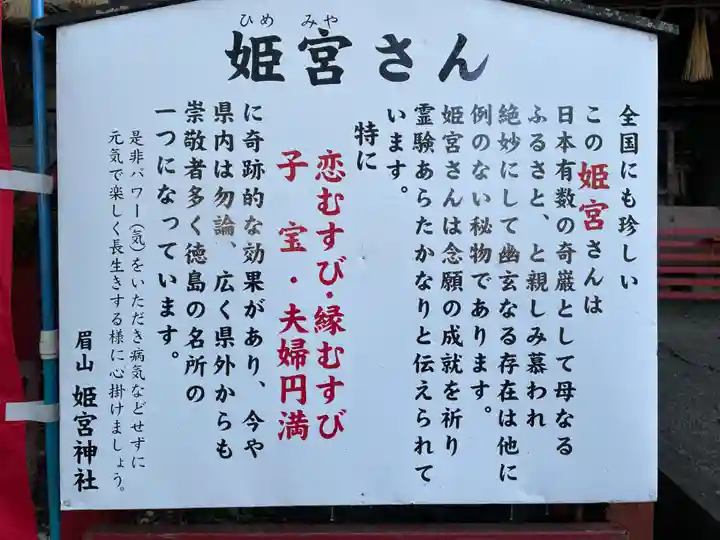 ひめみや
姫宮さん
全国にも珍しい
この姫宮さんは
日本有数の奇巌として母なる
ふるさと、と親しみ慕われ
絶妙にして幽玄なる存在は他に
例のない秘物であります。
姫宮さんは念願の成就を祈り
霊験あらたかなりと伝えられて
います。
特に
恋むすび・縁むすび
子宝・夫婦円満
に奇跡的な効果があり、今や
県内は勿論、広く県外からも
崇敬者多く徳島の名所の
一つになっています。
是非パワー(気)をいただき病気などせずに
元気で楽しく長生きする様に心掛けましょう。
眉山 姫宮神社